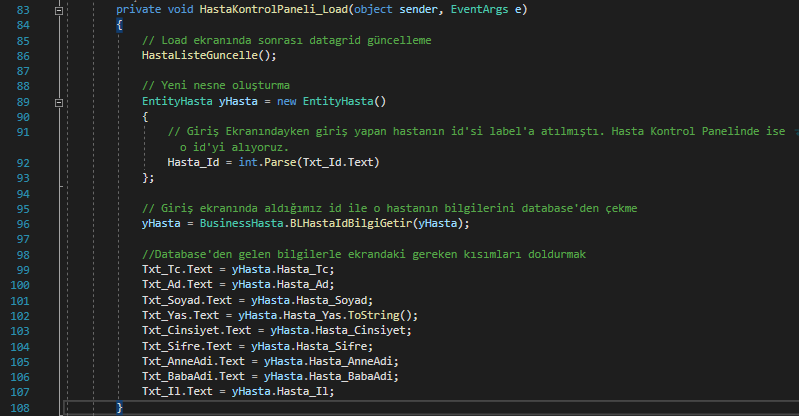 83 private void HastaKontrolPaneli_Load(object sender, EventArgs e)
84 {
85 // Load ekranında sonrası datagrid güncelleme
86 HastaListeGuncelle();
87
88 // Yeni nesne oluşturma
89 EntityHasta yHasta = new EntityHasta()
90 {
91 // Giriş Ekranındayken giriş yapan hastanın id'si label'a atılmıştı. Hasta Kontrol Panelinde ise
o id'yi alıyoruz.
92 Hasta_Id = int.Parse(Txt_Id.Text)
93 };
94
95 // Giriş ekranında aldığımız id ile o hastanın bilgilerini database'den çekme
96 yHasta = BusinessHasta.BLHastaIdBilgiGetir(yHasta);
97
98 //Database'den gelen bilgilerle ekrandaki gereken kısımları doldurmak
99 Txt_Tc.Text = yHasta.Hasta_Tc;
100 Txt_Ad.Text = yHasta.Hasta_Ad;
101 Txt_Soyad.Text = yHasta.Hasta_Soyad;
102 Txt_Yas.Text = yHasta.Hasta_Yas.ToString();
103 Txt_Cinsiyet.Text = yHasta.Hasta_Cinsiyet;
104 Txt_Sifre.Text = yHasta.Hasta_Sifre;
105 Txt_AnneAdi.Text = yHasta.Hasta_AnneAdi;
106 Txt_BabaAdi.Text = yHasta.Hasta_BabaAdi;
107 Txt_Il.Text = yHasta.Hasta_Il;
108 }